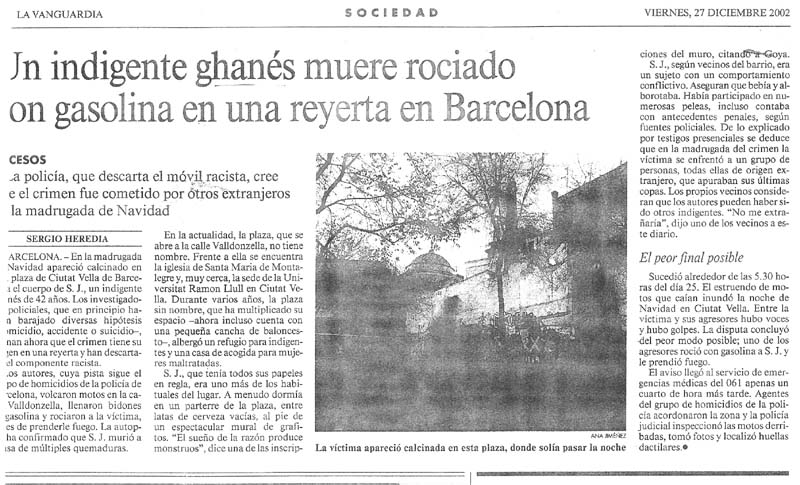 LA VANGUARDIA
SOCIEDAD
VIERNES, 27 DICIEMBRE 2002
Un indigente ghanés muere rociado
on gasolina en una reyerta en Barcelona
CESOS
La policía, que descarta el móvil racista, cree
e el crimen fue cometido por otros extranjeros
la madrugada de Navidad
SERGIO HEREDIA
ARCELONA. – En la madrugada
Navidad apareció calcinado en
plaza de Ciutat Vella de Barce-
a el cuerpo de S. J., un indigente
nés de 42 años. Los investigado-
policiales, que en principio ha-
n barajado diversas hipótesis
omicidio, accidente o suicidio–,
nan ahora que el crimen tiene su
gen en una reyerta y han descarta-
el componente racista.
Los autores, cuya pista sigue el
upo de homicidios de la policía de
rcelona, volcaron motos en la ca-
Valldonzella, llenaron bidones
gasolina y rociaron a la víctima,
es de prenderle fuego. La autop-
ha confirmado que S. J. murió a
sa de múltiples quemaduras.
En la actualidad, la plaza, que se
abre a la calle Valldonzella, no tiene
nombre. Frente a ella se encuentra
la iglesia de Santa Maria de Montale-
gre y, muy cerca, la sede de la Uni-
versitat Ramon Llull en Ciutat Ve-
lla. Durante varios años, la plaza
sin nombre, que ha multiplicado su
espacio –ahora incluso cuenta con
una pequeña cancha de balonces-
to–, albergó un refugio para indigen-
tes y una casa de acogida para muje-
res maltratadas.
S. J., que tenía todos sus papeles
en regla, era uno más de los habi-
tuales del lugar. A menudo dormía
en un parterre de la plaza, entre
latas de cerveza vacías, al pie de
un espectacular mural de grafi-
tos. "El sueño de la razón produce
monstruos", dice una de las inscrip-
ANA JIMÉNEZ
La víctima apareció calcinada en esta plaza, donde solía pasar la noche
ciones del muro, citando a Goya.
S. J., según vecinos del barrio, era
un sujeto con un comportamiento
conflictivo. Aseguran que bebía y al-
borotaba. Había participado en nu-
merosas peleas, incluso contaba
con antecedentes penales, según
fuentes policiales. De lo explicado
por testigos presenciales se deduce
que en la madrugada del crimen la
víctima se enfrentó a un grupo de
personas, todas ellas de origen ex-
tranjero, que apuraban sus últimas
copas. Los propios vecinos conside-
ran que los autores pueden haber si-
do otros indigentes. "No me extra-
ñaría", dijo uno de los vecinos a es-
te diario.
El peor final posible
Sucedió alrededor de las 5.30 ho-
ras del día 25. El estruendo de mo-
tos que caían inundó la noche de
Navidad en Ciutat Vella. Entre la
víctima y sus agresores hubo voces
y hubo golpes. La disputa concluyó
del peor modo posible; uno de los
agresores roció con gasolina a S. J. y
le prendió fuego.
El aviso llegó al servicio de emer-
gencias médicas del 061 apenas un
cuarto de hora más tarde. Agentes
del grupo de homicidios de la poli-
cía acordonaron la zona y la policía
judicial inspeccionó las motos derri-
badas, tomó fotos y localizó huellas
dactilares.●